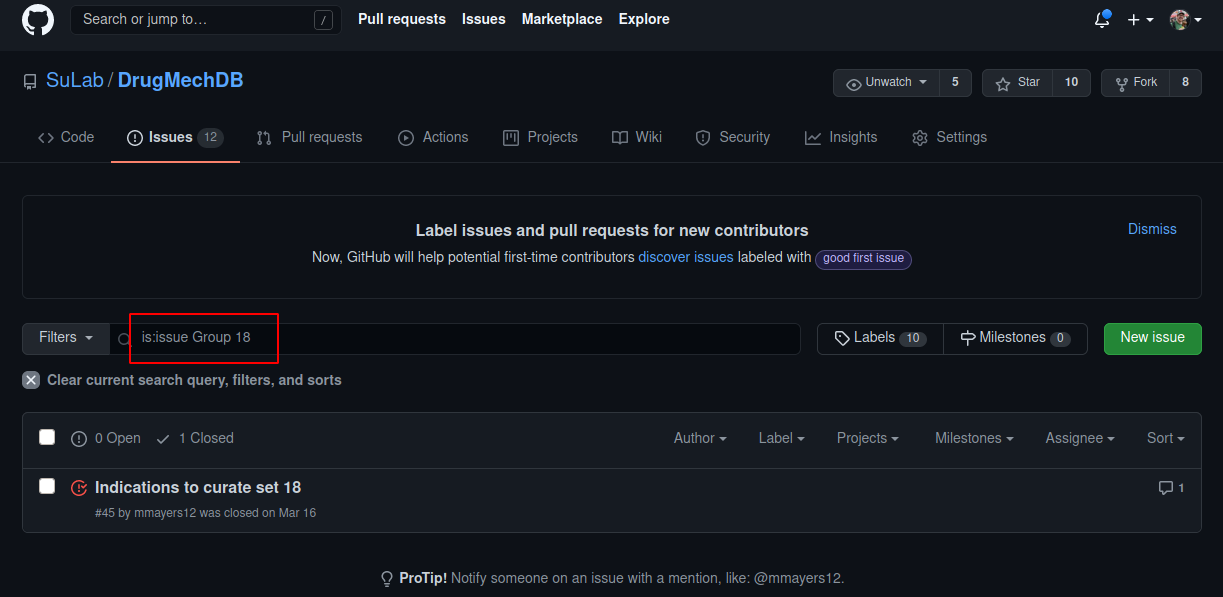 Search or jump to… /
Pull requests Issues Marketplace Explore
SuLab / DrugMechDB
Unwatch 5 Star 10 Fork 8
Code Issues 12 Pull requests Actions Projects Wiki Security Insights Settings
Label issues and pull requests for new contributors
Dismiss
Now, GitHub will help potential first-time contributors discover issues labeled with good first issue
Filters is:issue Group 18 Labels 10 Milestones 0 New issue
Clear current search query, filters, and sorts
0 Open 1 Closed Author Label Projects Milestones Assignee Sort
Indications to curate set 18 1
#45 by mmayers12 was closed on Mar 16
ProTip! Notify someone on an issue with a mention, like: @mmayers12.